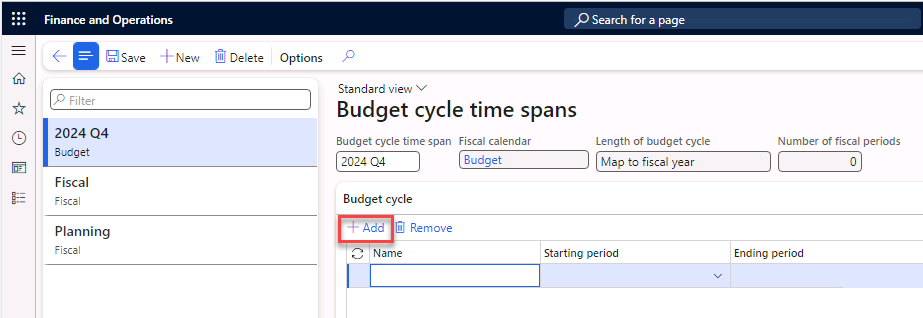 Finance and Operations
Search for a page
Save
New
Delete
Options
Filter
2024 Q4
Budget
Fiscal
Fiscal
Planning
Fiscal
Standard view
Budget cycle time spans
Budget cycle time span Fiscal calendar Length of budget cycle Number of fiscal periods
2024 Q4 Budget Map to fiscal year 0
Budget cycle
Add Remove
Name Starting period Ending period